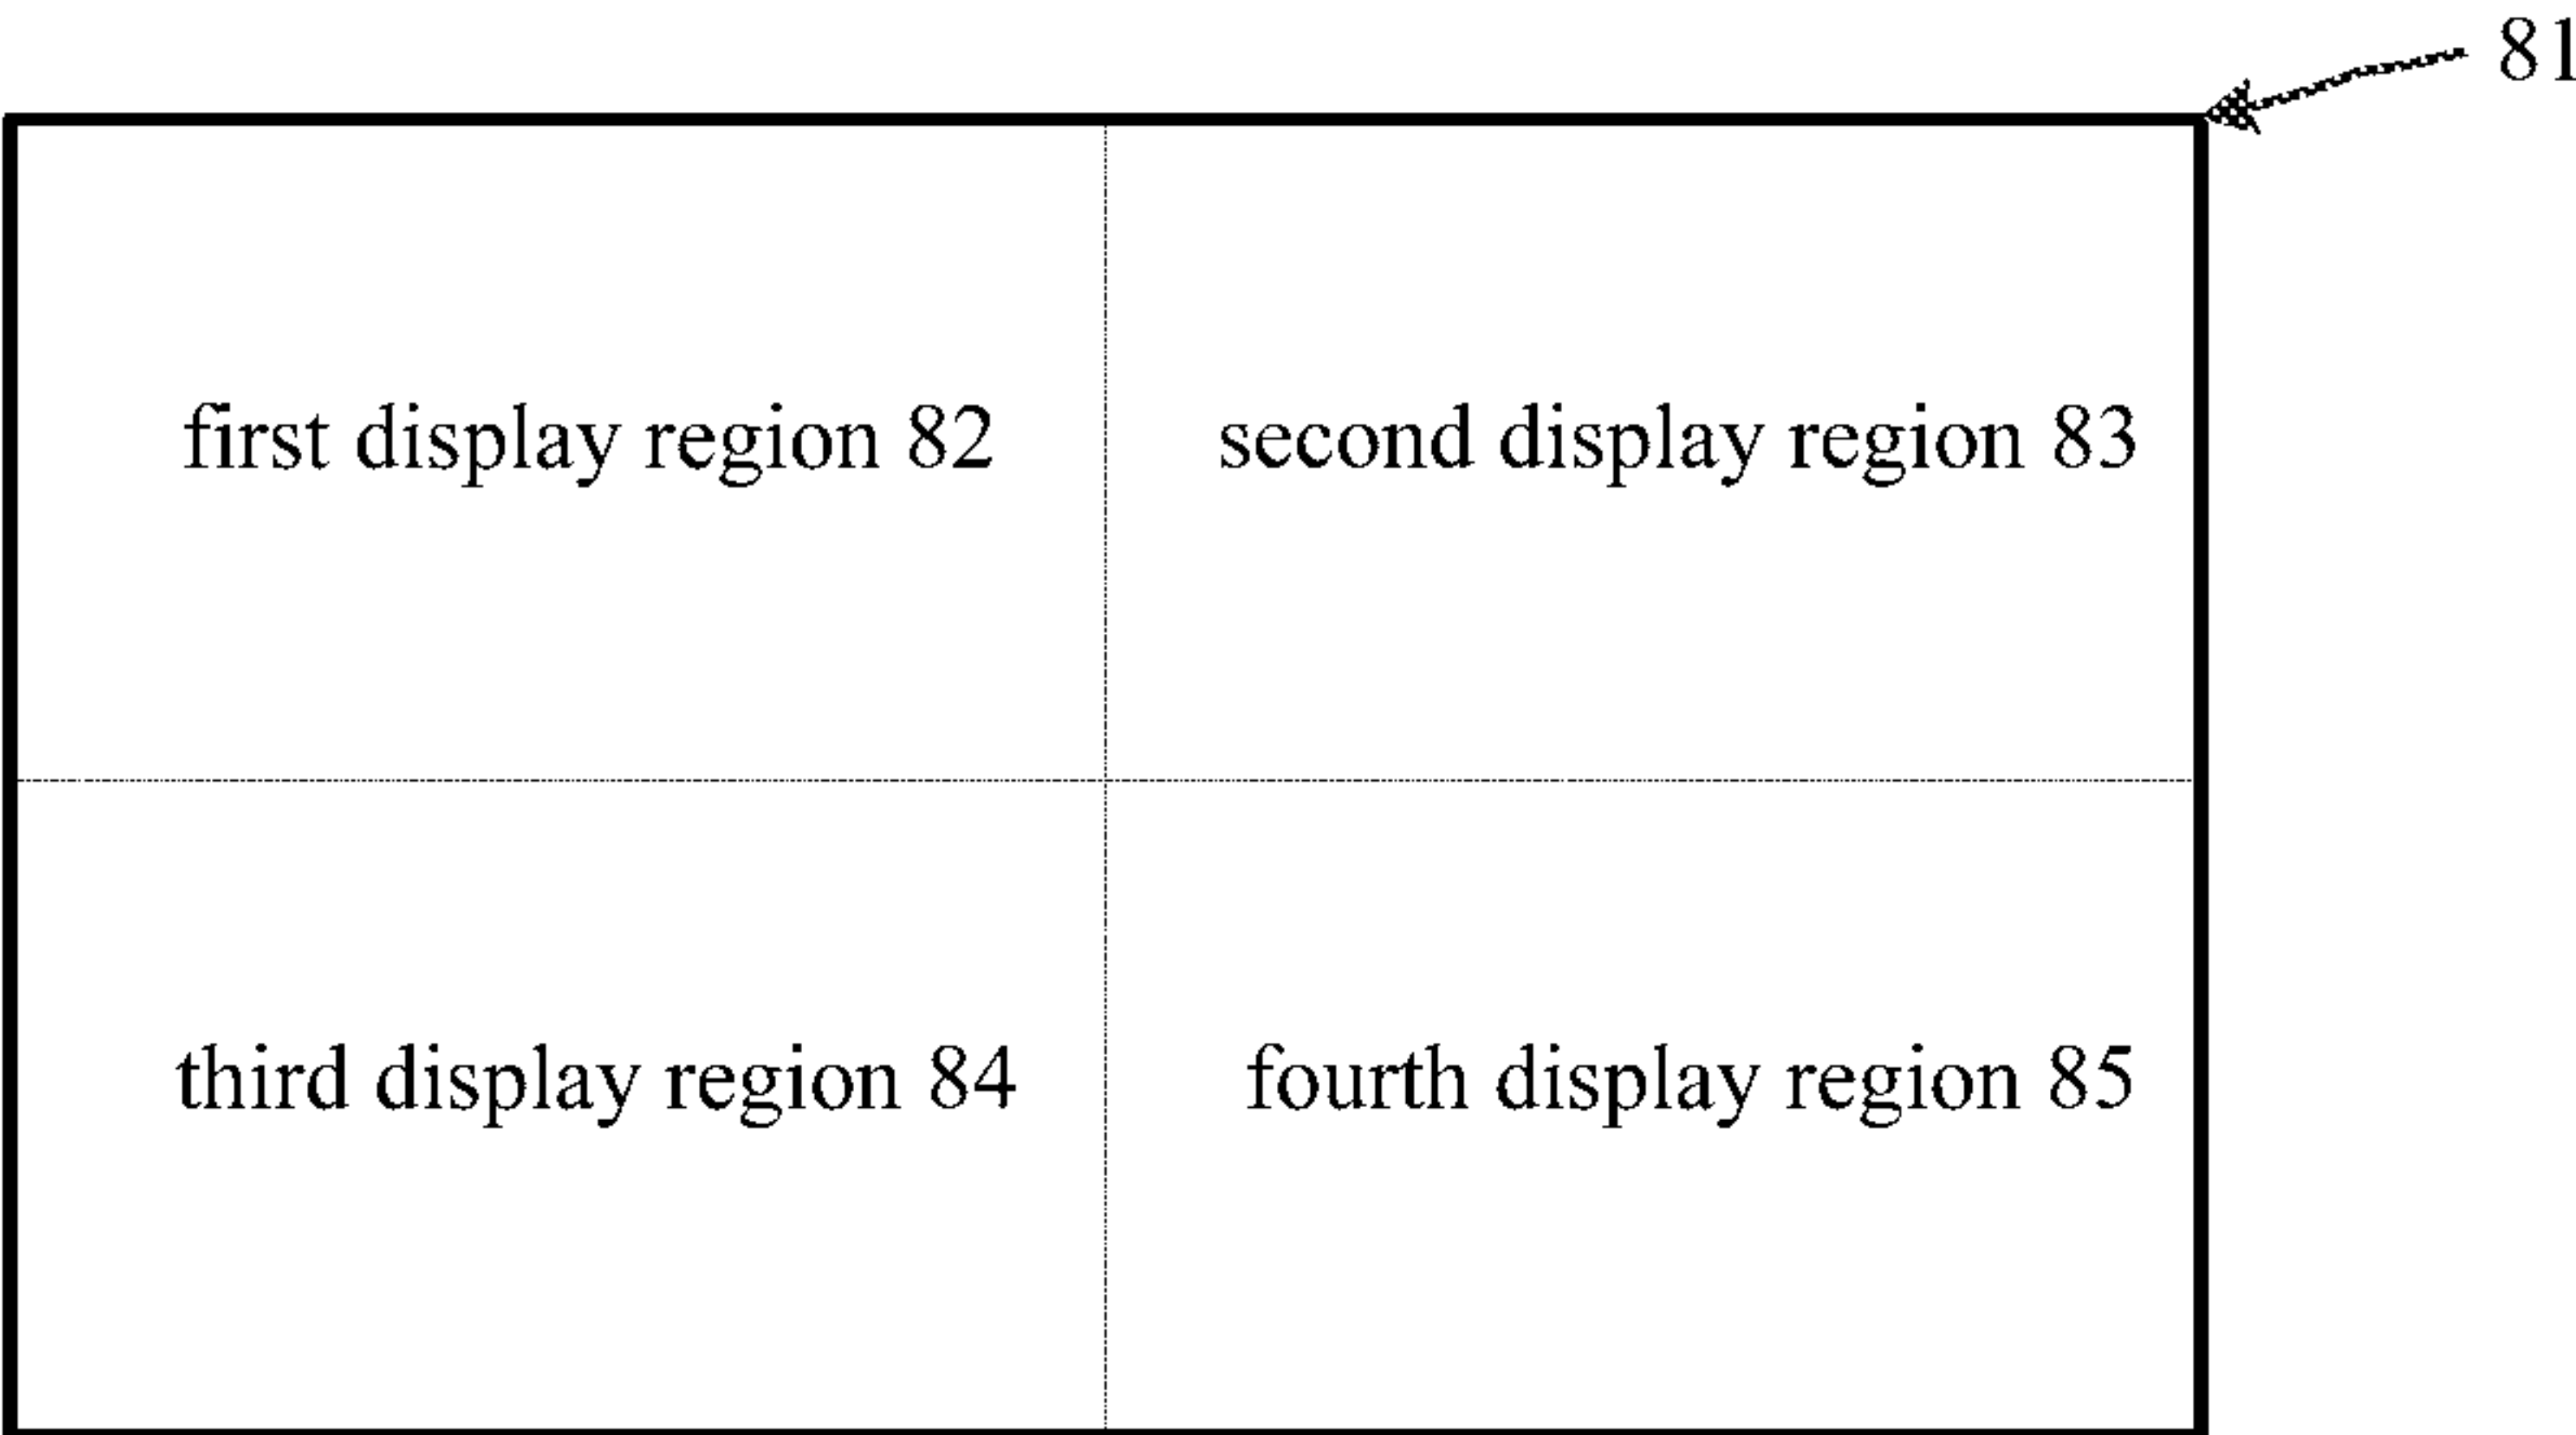 81
first display region 82
second display region 83
third display region 84
fourth display region 85